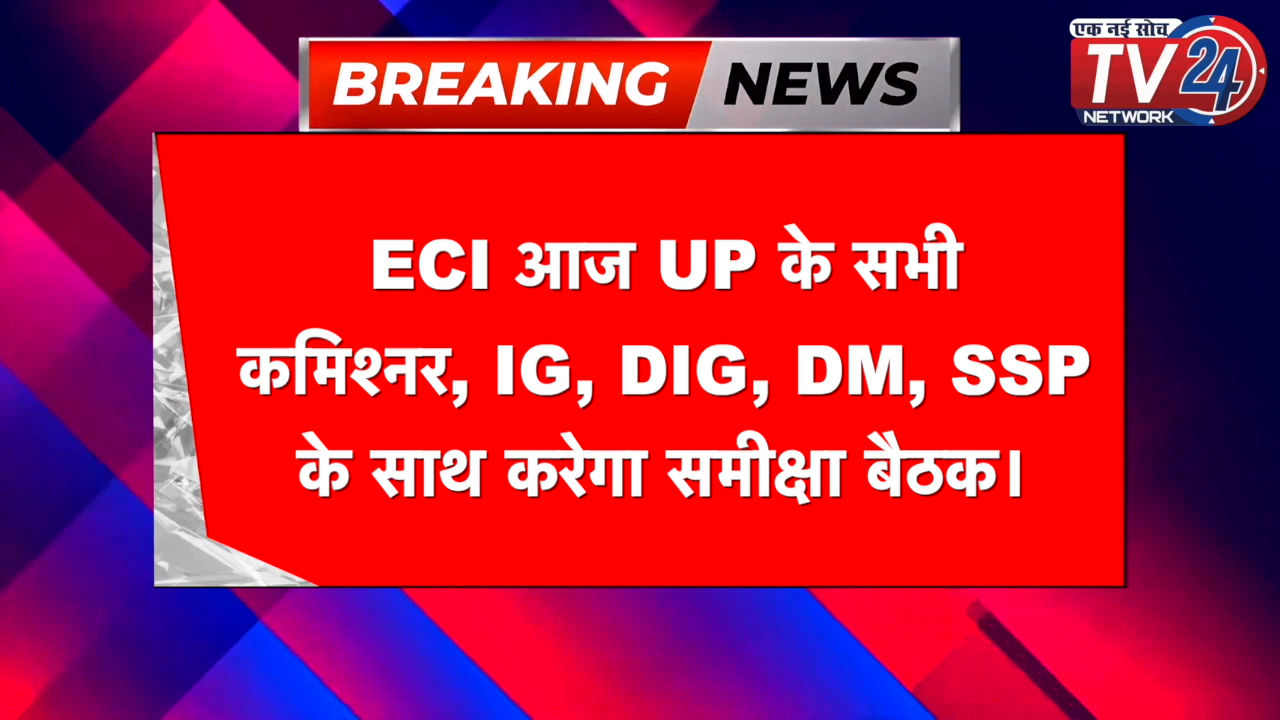 एक नई सोच
TV24
NETWORK
BREAKING NEWS
ECI आज UP के सभी
कमिश्नर, IG, DIG, DM, SSP
के साथ करेगा समीक्षा बैठक।